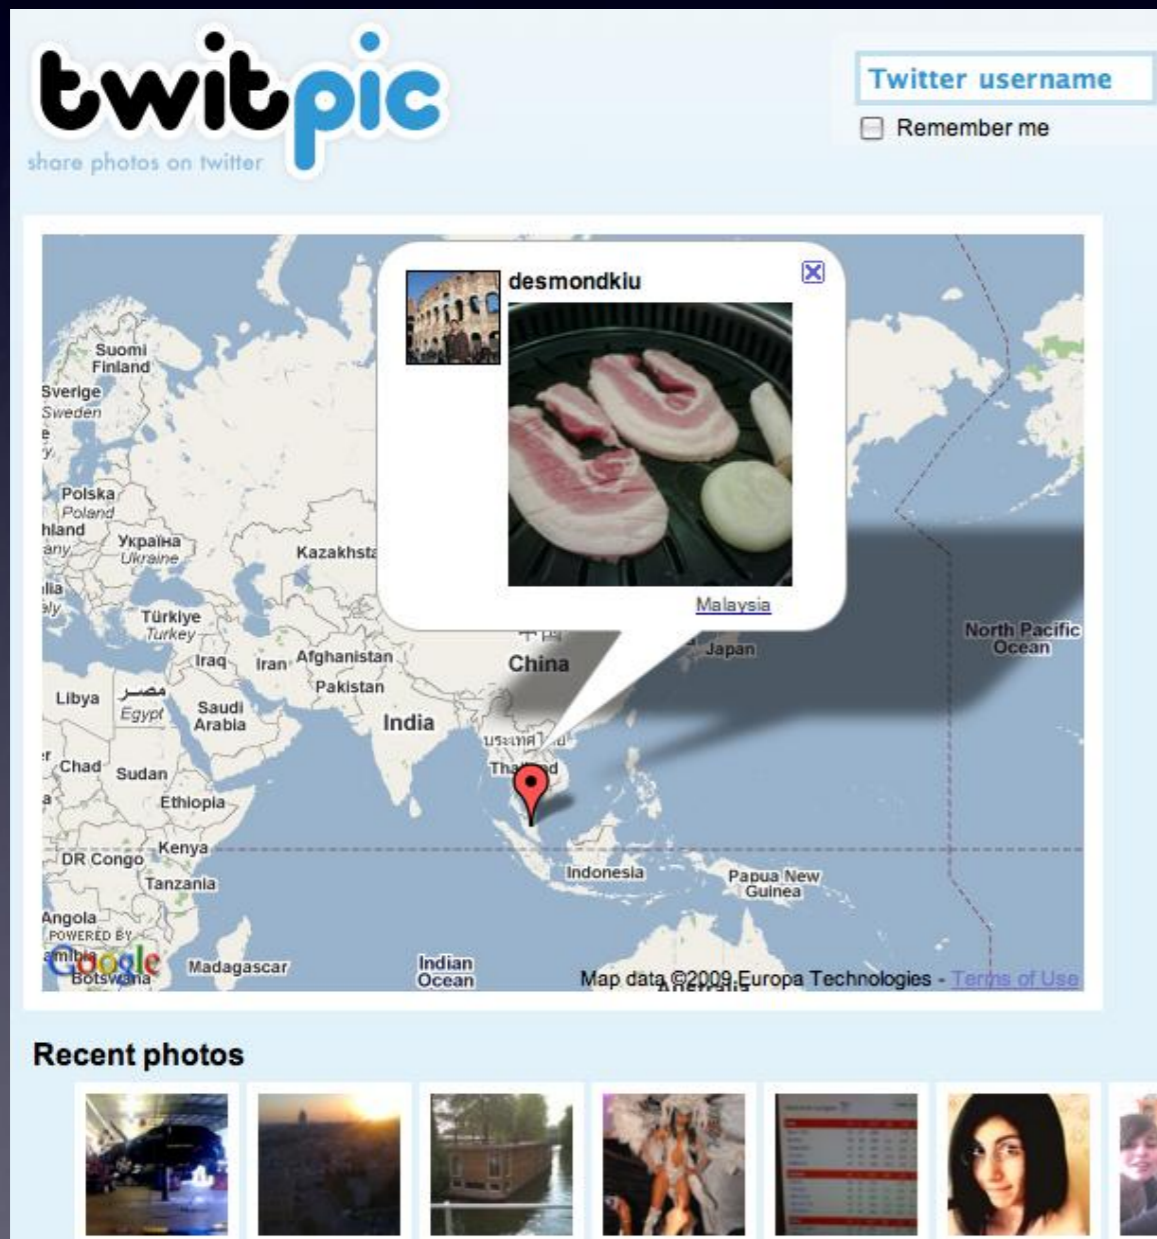 twitpic
share photos on twitter
Twitter username
Remember me
desmondkiu
Malaysia
Suomi
Finland
Sverige
Sweden
Polska
Poland
Україна
Ukraine
Kazakhsta
Türkiye
Turkey
Iraq
Iran
Afghanistan
Pakistan
China
Japan
North Pacific
Ocean
Libya
مصر
Egypt
Saudi
Arabia
India
Chad
Sudan
Ethiopia
Kenya
DR Congo
Tanzania
Indonesia
Papua New
Guinea
Angola
POWERED BY
Google
Botswana
Madagascar
Indian
Ocean
Australia
Map data ©2009 Europa Technologies - Terms of Use
Recent photos